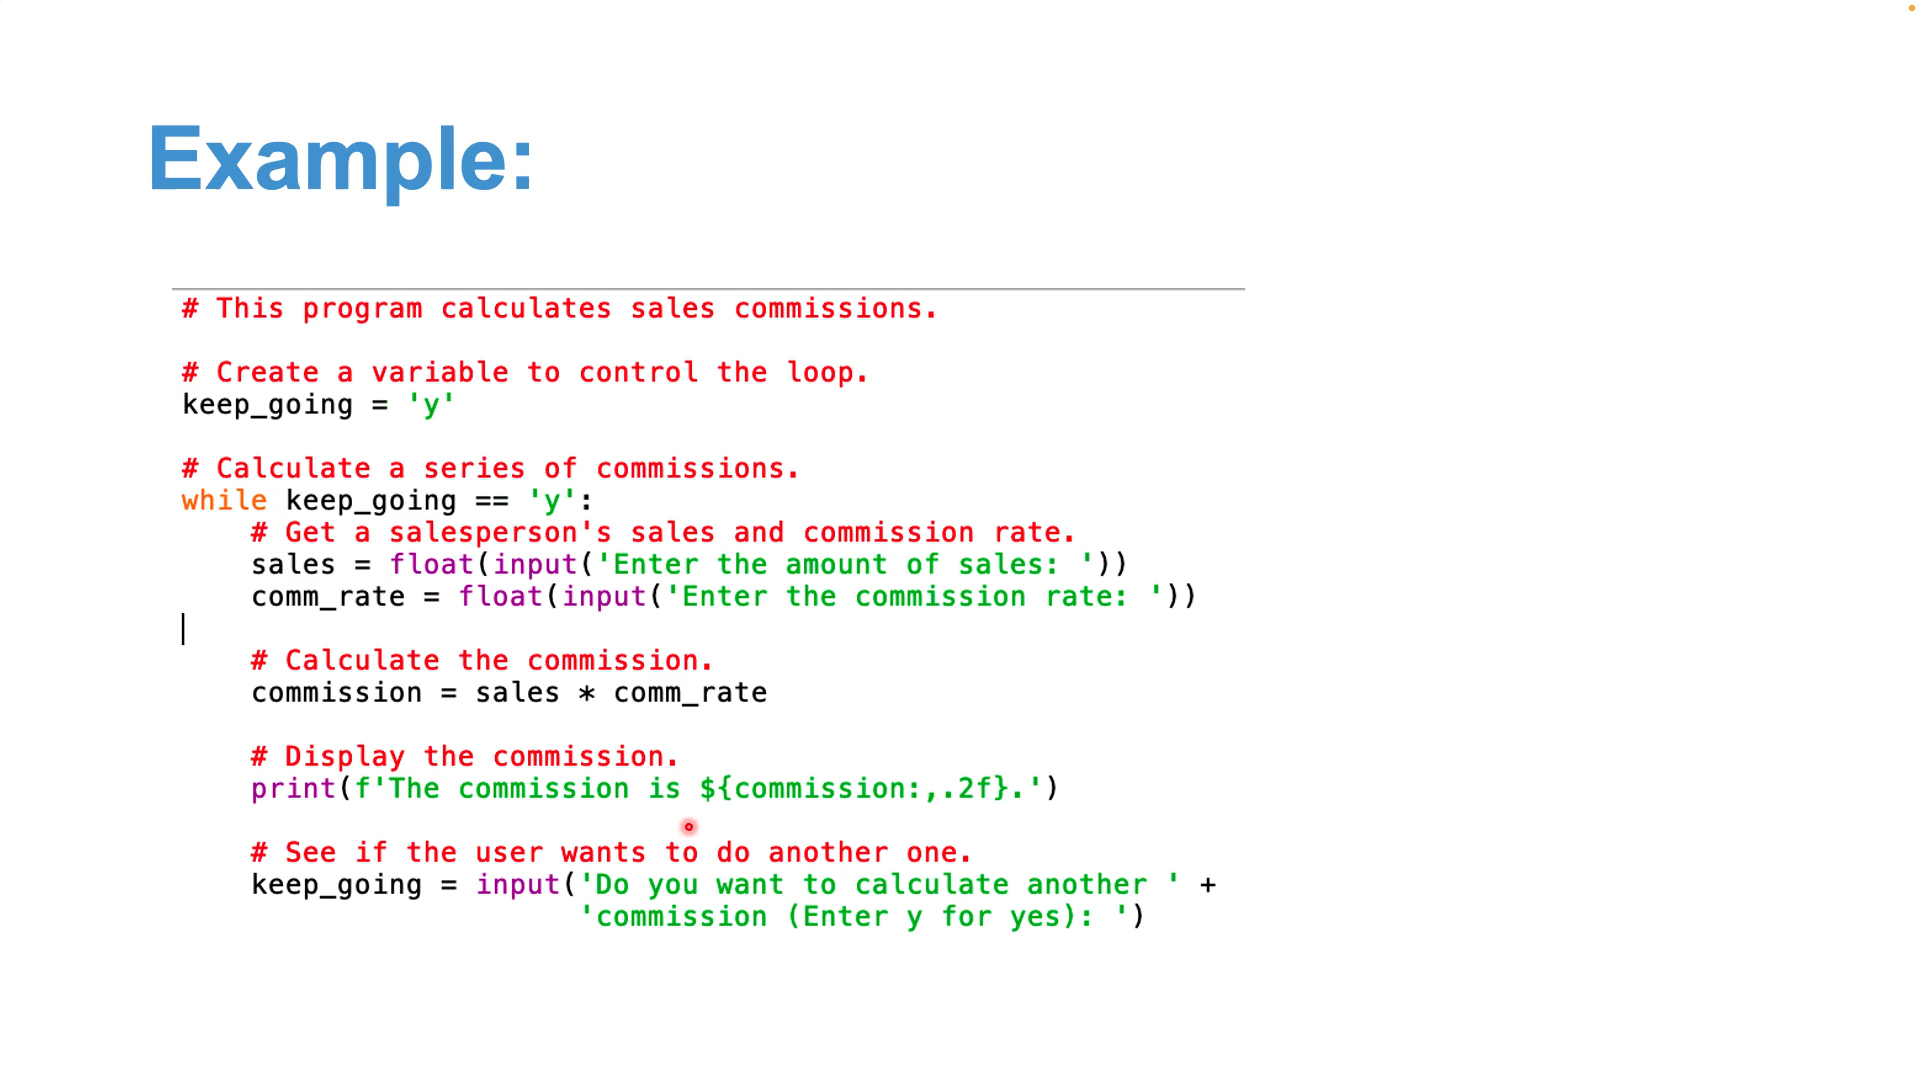 Example:
# This program calculates sales commissions.
# Create a variable to control the loop.
keep_going = 'y'
# Calculate a series of commissions.
while keep_going == 'y':
    # Get a salesperson's sales and commission rate.
    sales = float(input('Enter the amount of sales: '))
    comm_rate = float(input('Enter the commission rate: '))
    # Calculate the commission.
    commission = sales * comm_rate
    # Display the commission.
    print(f'The commission is ${commission:,.2f}.')
    # See if the user wants to do another one.
    keep_going = input('Do you want to calculate another ' +
                       'commission (Enter y for yes): ')